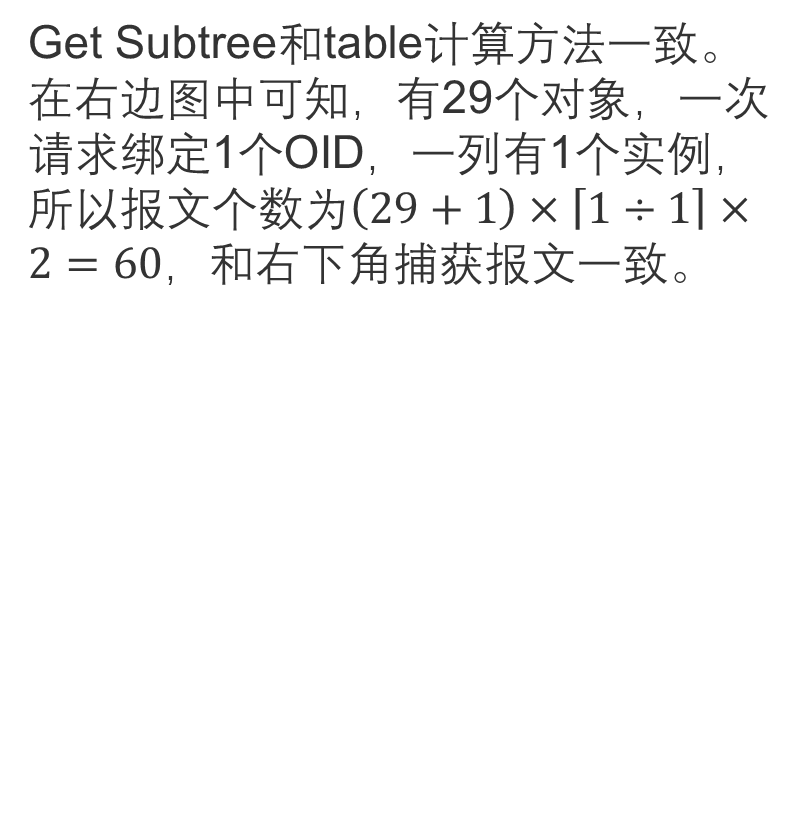 Get Subtree和table计算方法一致。
在右边图中可知，有29个对象，一次
请求绑定1个OID，一列有1个实例，
所以报文个数为(29 + 1) × ⌈1 ÷ 1⌉ ×
2 = 60，和右下角捕获报文一致。